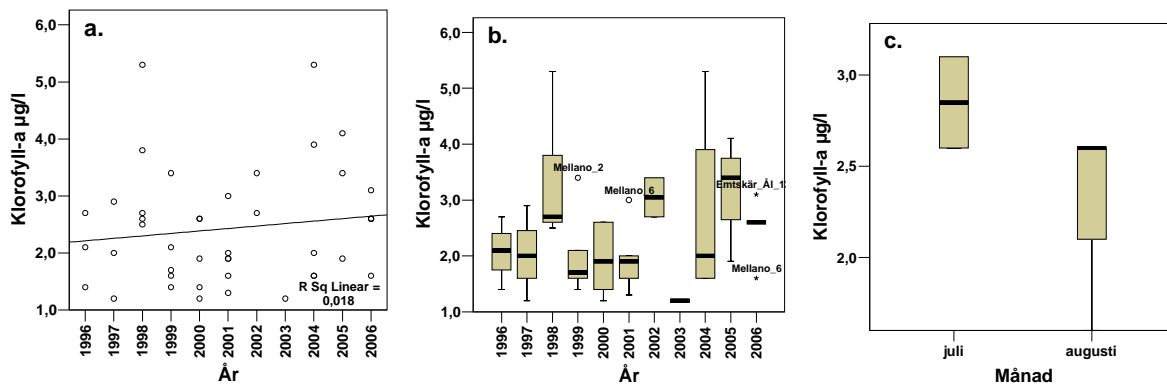 a.
Klorofyll-a µg/l
6,0
5,0
4,0
3,0
2,0
1,0
R Sq Linear =
0,018
1996
1997
1998
1999
2000
2001
2002
2003
2004
2005
2006
År
b.
Klorofyll-a µg/l
6,0
5,0
4,0
3,0
2,0
1,0
Mellano_2
Mellano_6
Emtskär_Ål_13
Mellano_6
1996
1997
1998
1999
2000
2001
2002
2003
2004
2005
2006
År
c.
Klorofyll-a µg/l
3,0
2,5
2,0
juli
augusti
Månad